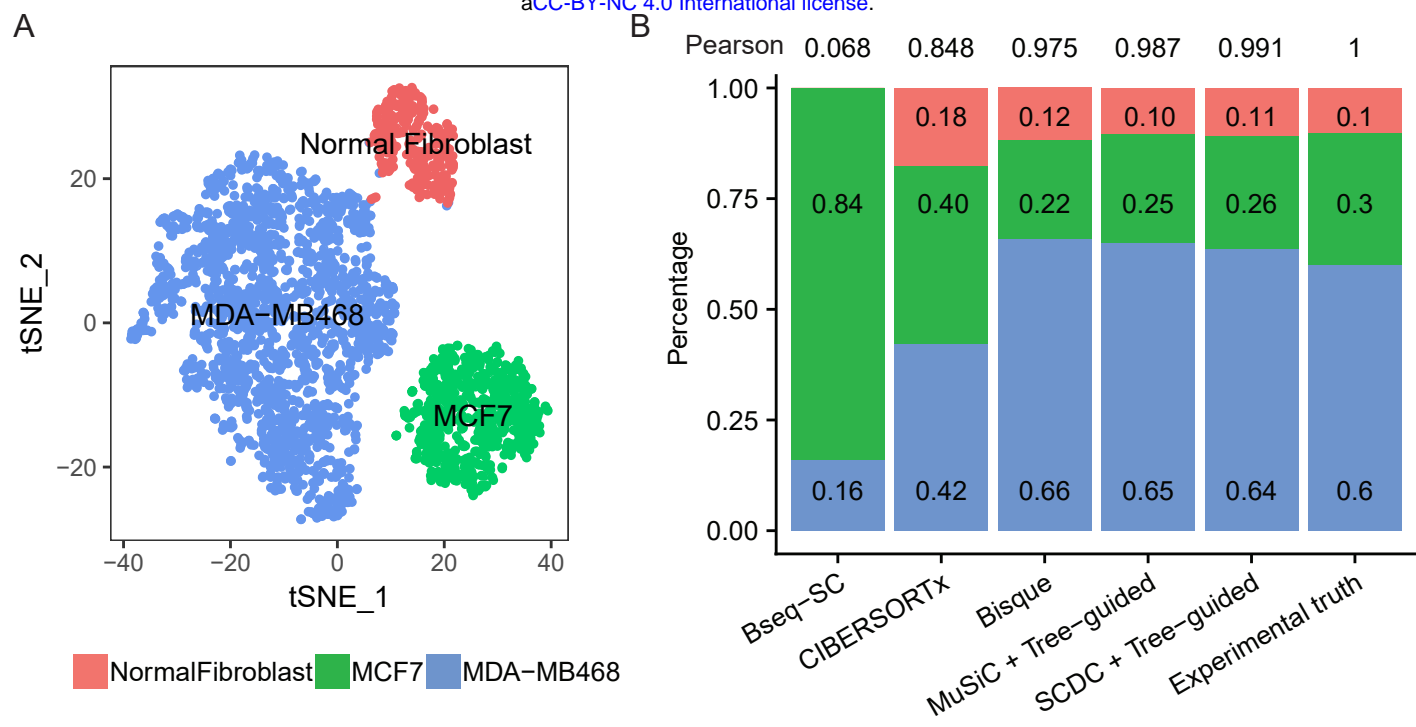 aCC-BY-NC 4.0 International license.
A
B
Pearson 0.068 0.848 0.975 0.987 0.991 1
Normal Fibroblast
MDA−MB468
MCF7
20
0
−20
tSNE_2
−40 −20 0 20 40
tSNE_1
NormalFibroblast MCF7 MDA−MB468
1.00
0.75
0.50
0.25
0.00
Percentage
0.18 0.12 0.10 0.11 0.1
0.84 0.40 0.22 0.25 0.26 0.3
0.16 0.42 0.66 0.65 0.64 0.6
Bseq−SC
CIBERSORTx
Bisque
MuSiC + Tree−guided
SCDC + Tree−guided
Experimental truth